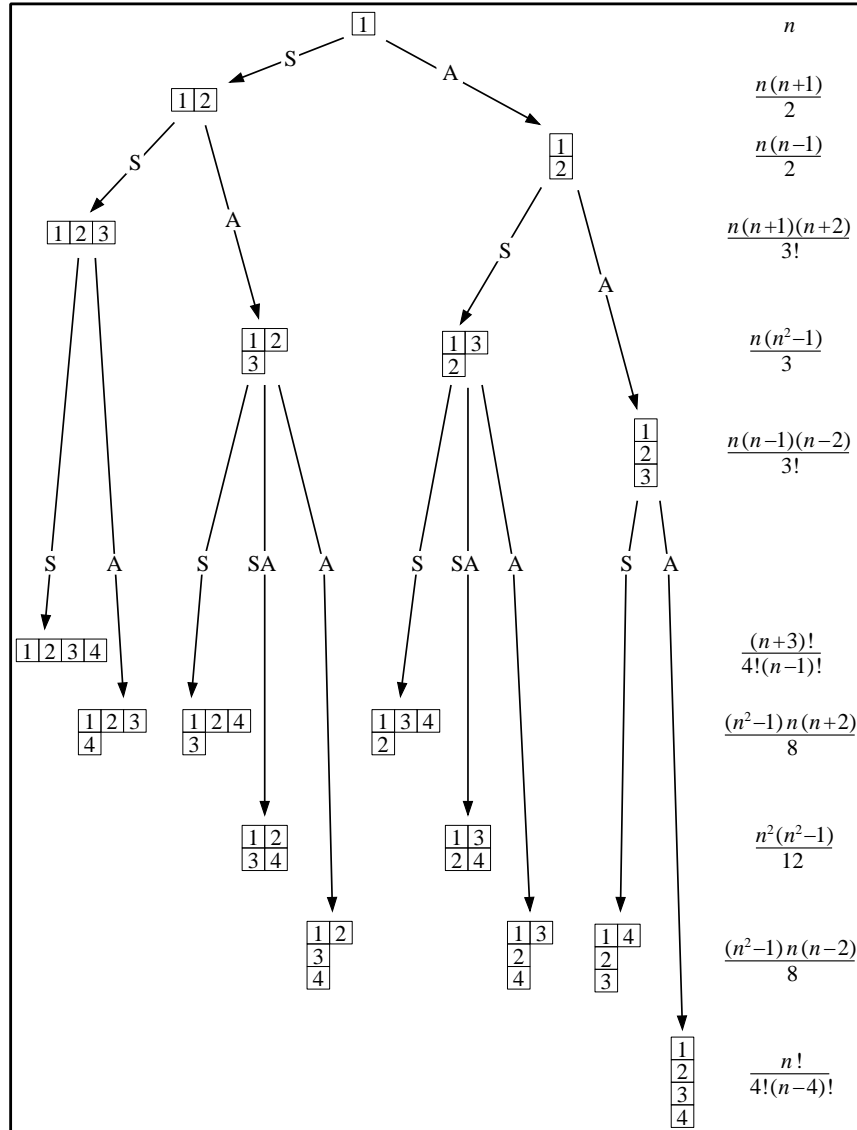 1 n
S
A
1 2 n(n+1)/2
1 n(n−1)/2
2
S
A
1 2 3 n(n+1)(n+2)/3!
S
A
1 2 1 3 n(n²−1)/3
3 2
1 n(n−1)(n−2)/3!
2
3
S A S SA A S SA A S A
1 2 3 4 (n+3)!/4!(n−1)!
1 2 3 1 2 4 1 3 4 (n²−1)n(n+2)/8
4 3 2
1 2 1 3 n²(n²−1)/12
3 4 2 4
1 2 1 3 1 4 (n²−1)n(n−2)/8
3 2 2
4 4 3
1 n!/4!(n−4)!
2
3
4